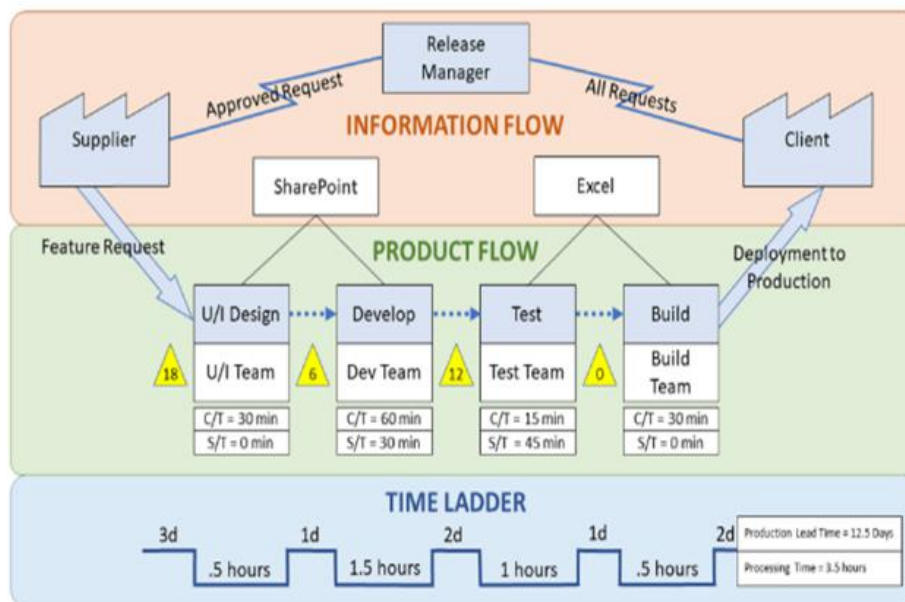 Release
Manager
Approved Request
All Requests
Supplier
INFORMATION FLOW
Client
SharePoint
Excel
Feature Request
PRODUCT FLOW
Deployment to
Production
U/I Design
Develop
Test
Build
18
U/I Team
6
Dev Team
12
Test Team
0
Build
Team
C/T = 30 min
S/T = 0 min
C/T = 60 min
S/T = 30 min
C/T = 15 min
S/T = 45 min
C/T = 30 min
S/T = 0 min
TIME LADDER
3d
1d
2d
1d
2d
.5 hours
1.5 hours
1 hours
.5 hours
Production Lead Time = 12.5 Days
Processing Time = 3.5 hours